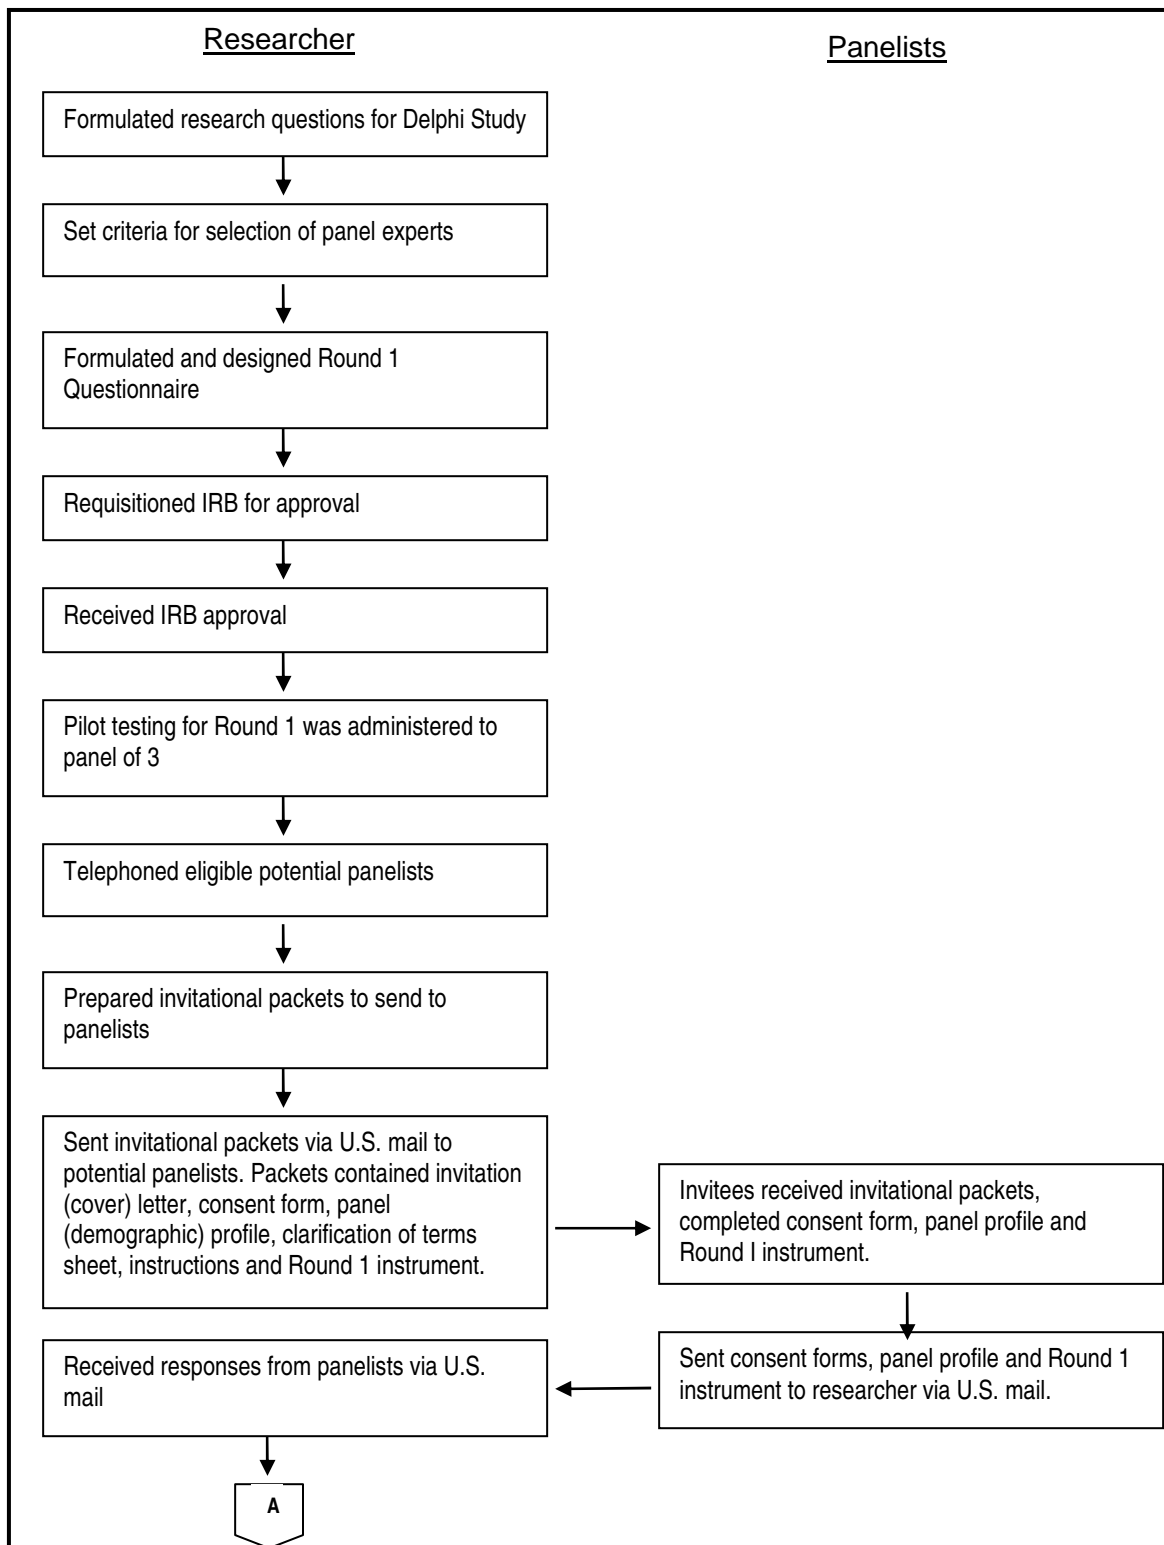 Researcher
Panelists
Formulated research questions for Delphi Study
Set criteria for selection of panel experts
Formulated and designed Round 1
Questionnaire
Requisitioned IRB for approval
Received IRB approval
Pilot testing for Round 1 was administered to
panel of 3
Telephoned eligible potential panelists
Prepared invitational packets to send to
panelists
Sent invitational packets via U.S. mail to
potential panelists. Packets contained invitation
(cover) letter, consent form, panel
(demographic) profile, clarification of terms
sheet, instructions and Round 1 instrument.
Invitees received invitational packets,
completed consent form, panel profile and
Round I instrument.
Sent consent forms, panel profile and Round 1
instrument to researcher via U.S. mail.
Received responses from panelists via U.S.
mail
A